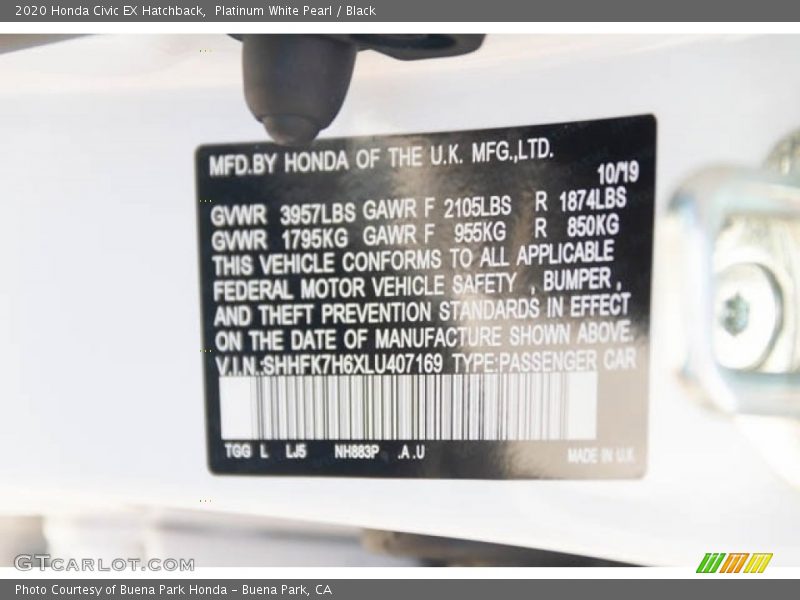 2020 Honda Civic EX Hatchback,  Platinum White Pearl / Black
MFD.BY HONDA OF THE U.K. MFG.,LTD.
10/19
GVWR 3957LBS GAWR F 2105LBS R 1874LBS
GVWR 1795KG GAWR F 955KG R 850KG
THIS VEHICLE CONFORMS TO ALL APPLICABLE
FEDERAL MOTOR VEHICLE SAFETY , BUMPER ,
AND THEFT PREVENTION STANDARDS IN EFFECT
ON THE DATE OF MANUFACTURE SHOWN ABOVE.
V.I.N.:SHHFK7H6XLU407169 TYPE:PASSENGER CAR
TGG L LJ5 NH883P .A .U
MADE IN U.K
GTcarlot.com
Photo Courtesy of Buena Park Honda – Buena Park, CA